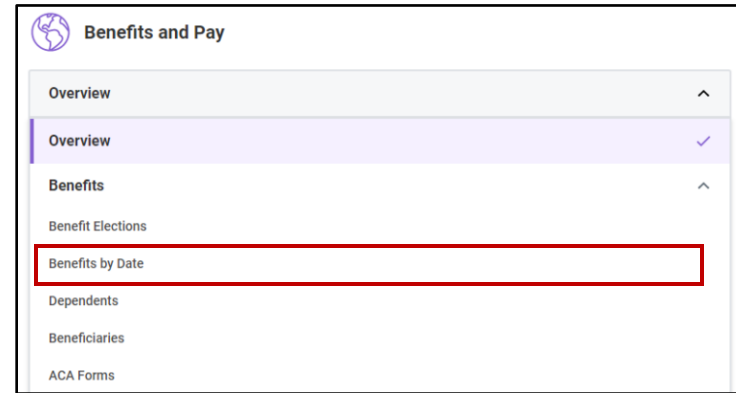 Benefits and Pay
Overview
Overview
Benefits
Benefit Elections
Benefits by Date
Dependents
Beneficiaries
ACA Forms